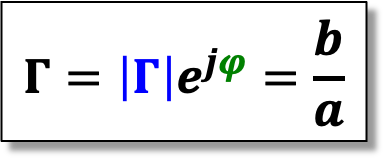 Γ = |Γ|e^{jφ} = b/a